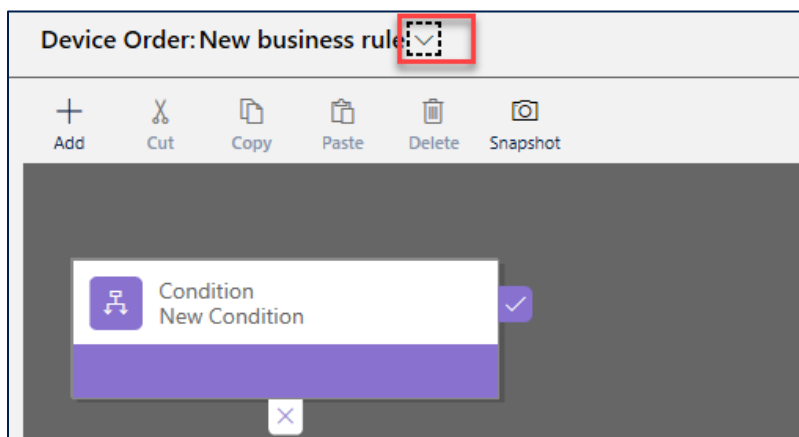 Device Order: New business rule
Add Cut Copy Paste Delete Snapshot
Condition
New Condition